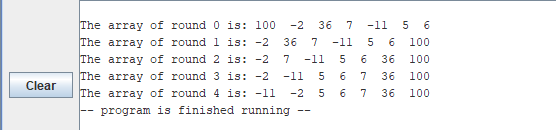 The array of round 0 is: 100 -2 36 7 -11 5 6
The array of round 1 is: -2 36 7 -11 5 6 100
The array of round 2 is: -2 7 -11 5 6 36 100
The array of round 3 is: -2 -11 5 6 7 36 100
The array of round 4 is: -11 -2 5 6 7 36 100
-- program is finished running --
Clear